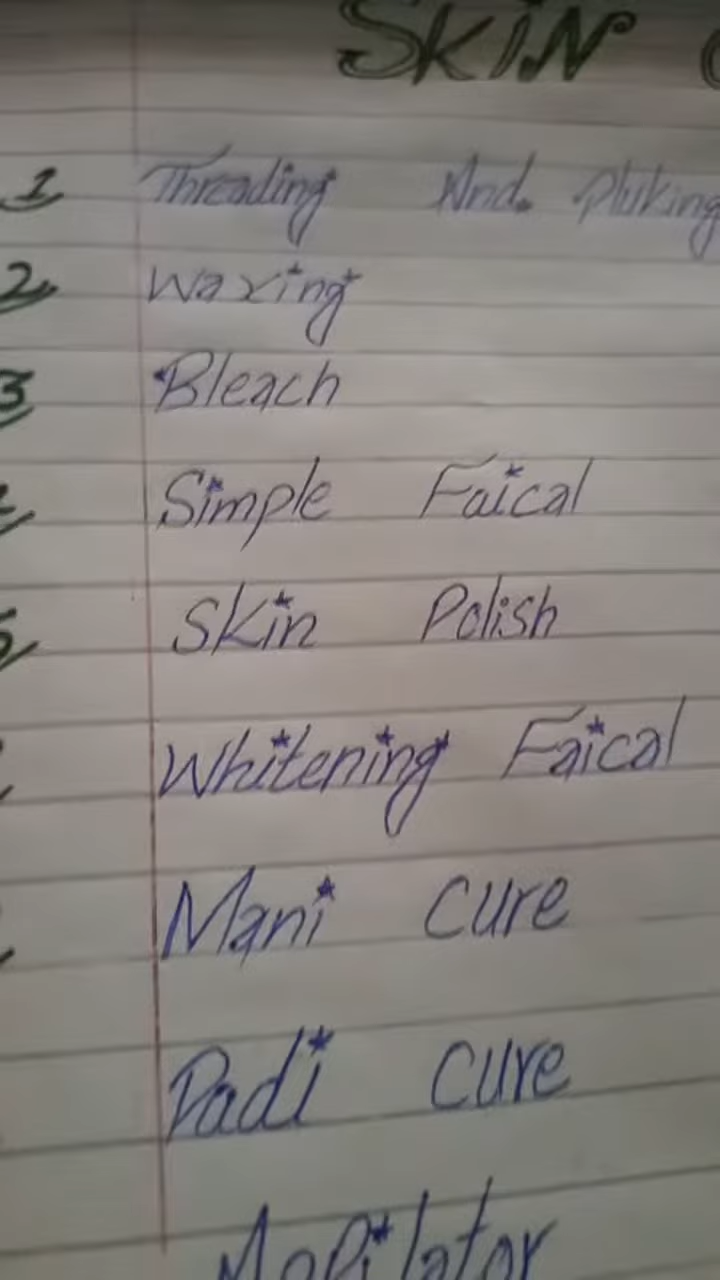 SKiN
1 Threading And. Pluking
2 Waxing
3 Bleach
Simple Faical
5 Skin Polish
Whitening Faical
Mani Cure
Padi Cure